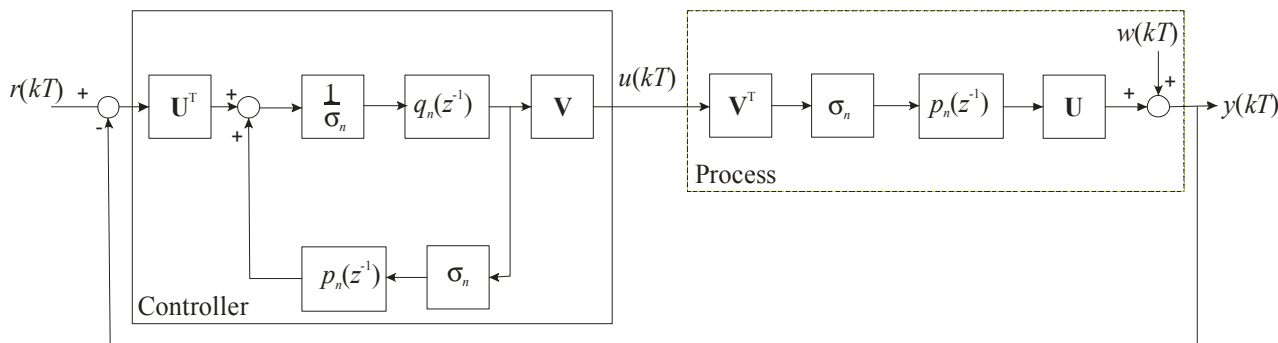 w(kT)
r(kT)
+
-
U^T
+
+
1/σ_n
q_n(z^-1)
V
u(kT)
V^T
σ_n
p_n(z^-1)
U
+
+
y(kT)
Process
p_n(z^-1)
σ_n
Controller